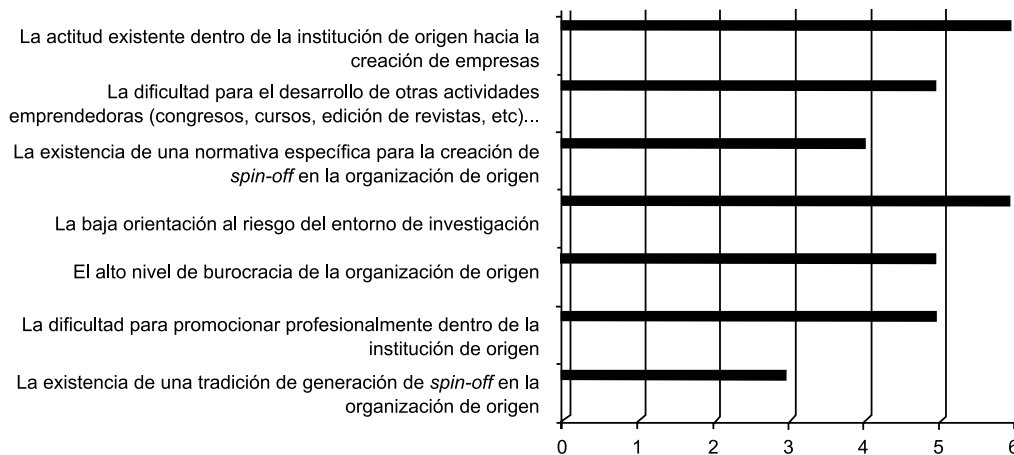 La actitud existente dentro de la institución de origen hacia la
creación de empresas
La dificultad para el desarrollo de otras actividades
emprendedoras (congresos, cursos, edición de revistas, etc)...
La existencia de una normativa específica para la creación de
spin-off en la organización de origen
La baja orientación al riesgo del entorno de investigación
El alto nivel de burocracia de la organización de origen
La dificultad para promocionar profesionalmente dentro de la
institución de origen
La existencia de una tradición de generación de spin-off en la
organización de origen
0 1 2 3 4 5 6